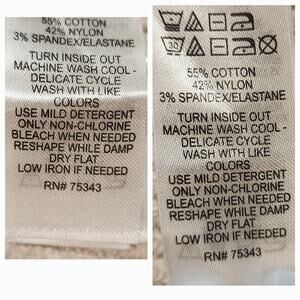 55% COTTON
42% NYLON
3% SPANDEX/ELASTANE
TURN INSIDE OUT
MACHINE WASH COOL -
DELICATE CYCLE
WASH WITH LIKE
COLORS
USE MILD DETERGENT
ONLY NON-CHLORINE
BLEACH WHEN NEEDED
RESHAPE WHILE DAMP
DRY FLAT
LOW IRON IF NEEDED
RN# 75343
30
55% COTTON
42% NYLON
3% SPANDEX/ELASTANE
TURN INSIDE OUT
MACHINE WASH COOL -
DELICATE CYCLE
WASH WITH LIKE
COLORS
USE MILD DETERGENT
ONLY NON-CHLORINE
BLEACH WHEN NEEDED
RESHAPE WHILE DAMP
DRY FLAT
LOW IRON IF NEEDED
RN# 75343